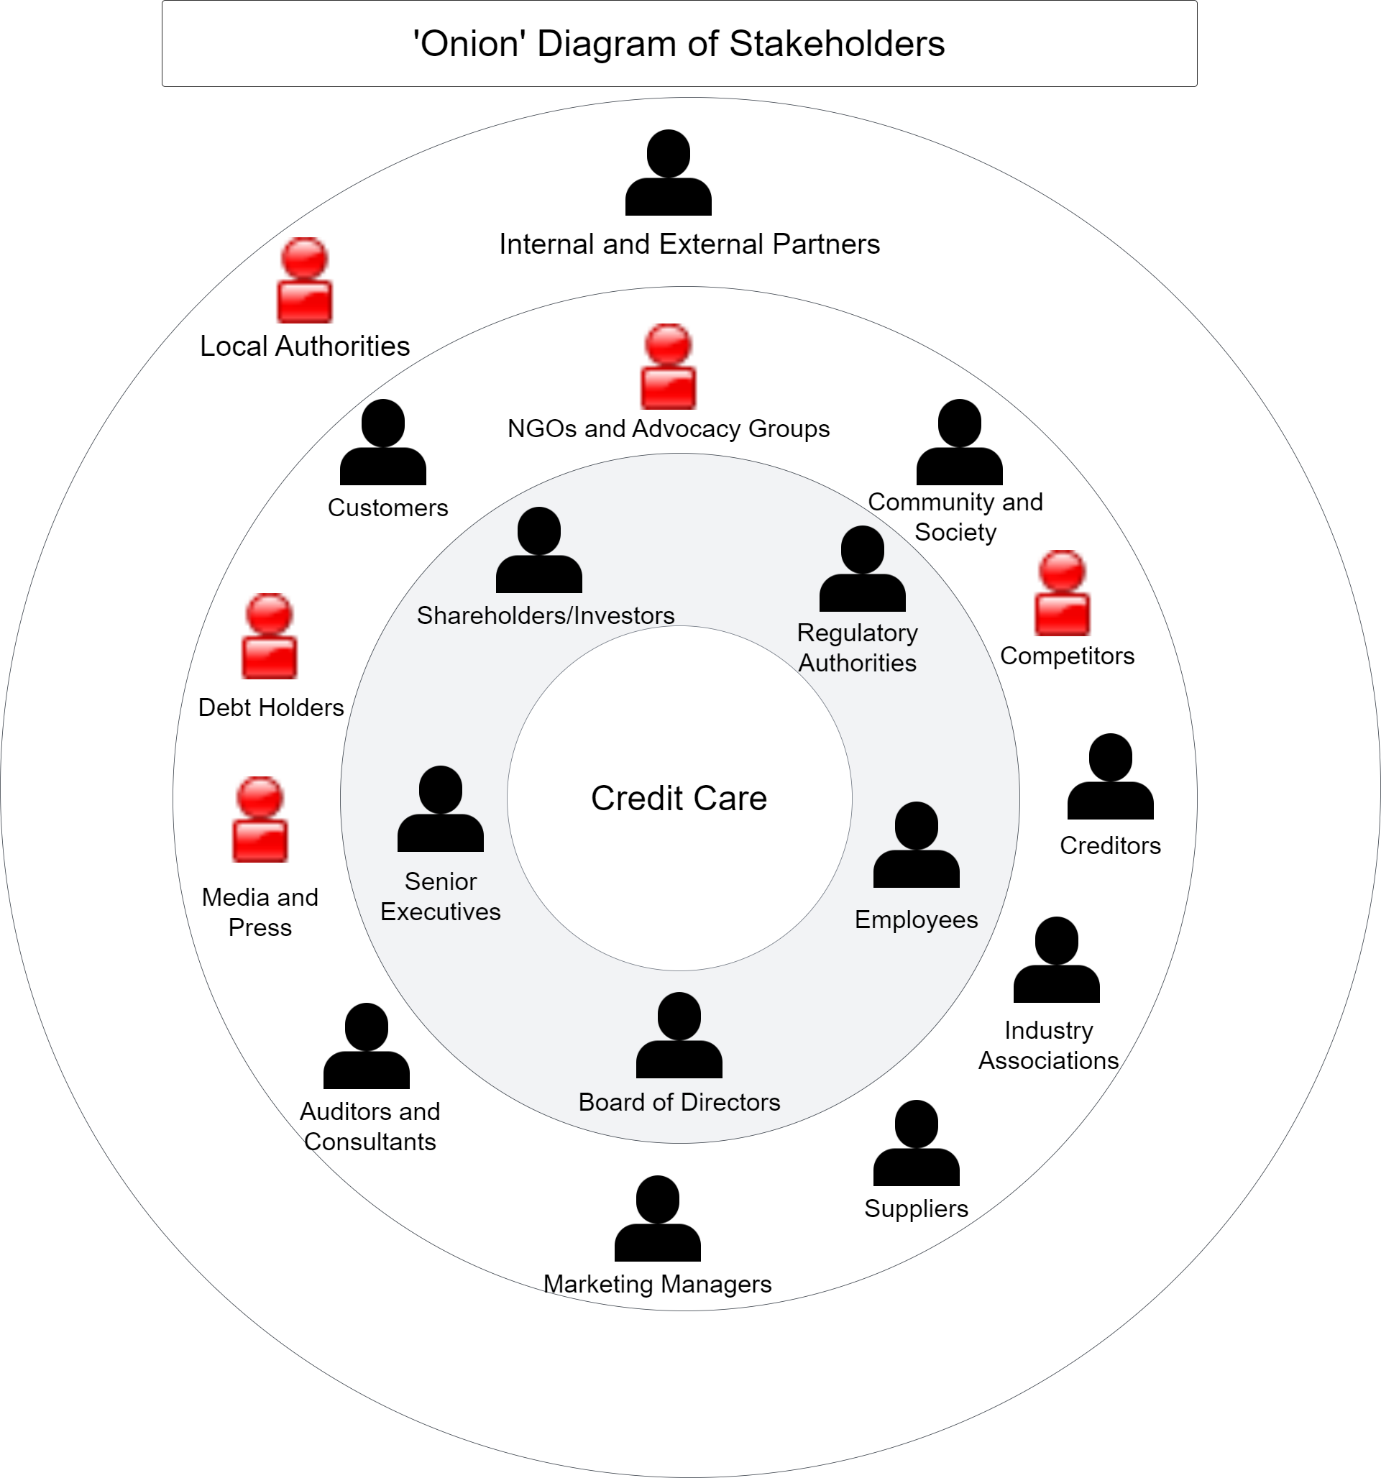 'Onion' Diagram of Stakeholders
Internal and External Partners
Local Authorities
NGOs and Advocacy Groups
Customers
Community and
Society
Shareholders/Investors
Regulatory
Authorities
Competitors
Debt Holders
Credit Care
Creditors
Senior
Executives
Media and
Press
Employees
Industry
Associations
Board of Directors
Auditors and
Consultants
Suppliers
Marketing Managers